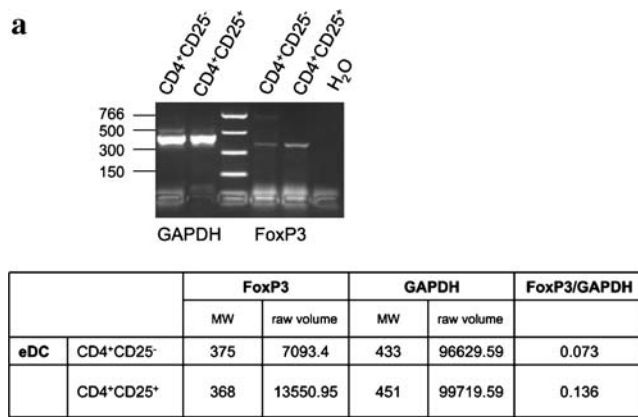 a
CD4⁺CD25⁻
CD4⁺CD25⁺
CD4⁺CD25⁻
CD4⁺CD25⁺
H₂O
766
500
300
150
GAPDH FoxP3
FoxP3 GAPDH FoxP3/GAPDH
MW raw volume MW raw volume
eDC CD4⁺CD25⁻ 375 7093.4 433 96629.59 0.073
CD4⁺CD25⁺ 368 13550.95 451 99719.59 0.136